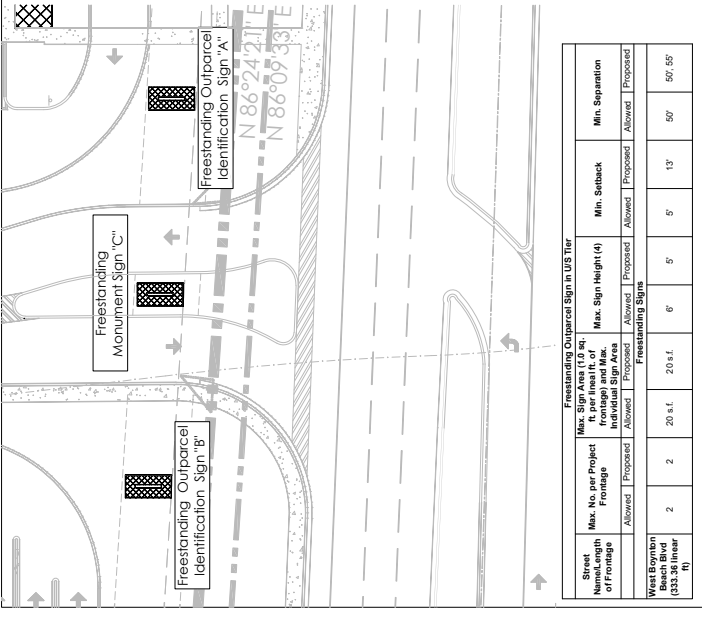 Freestanding Outparcel
Identification Sign "B"
Freestanding
Monument Sign "C"
Freestanding Outparcel
Identification Sign "A"
N 86°24'21" E
N 86°09'33" E
Freestanding Outparcel Sign in U/S Tier
Street
Name/Length
of Frontage
Max. No. per Project
Frontage
Max. Sign Area (1.0 sq.
ft. per lineal ft. of
frontage) and Max.
Individual Sign Area
Max. Sign Height (4)
Min. Setback
Min. Separation
Allowed Proposed Allowed Proposed Allowed Proposed Allowed Proposed Allowed Proposed
Freestanding Signs
West Boynton
Beach Blvd
(333.36 linear
ft)
2 2 20 s.f. 20 s.f. 6' 5' 5' 13' 50' 50', 55'